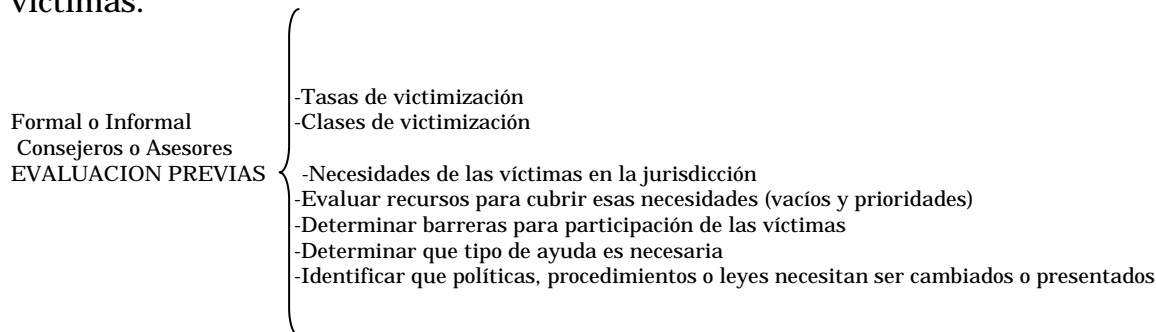 víctimas.
-Tasas de victimización
Formal o Informal
-Clases de victimización
Consejeros o Asesores
EVALUACION PREVIAS
-Necesidades de las víctimas en la jurisdicción
-Evaluar recursos para cubrir esas necesidades (vacíos y prioridades)
-Determinar barreras para participación de las víctimas
-Determinar que tipo de ayuda es necesaria
-Identificar que políticas, procedimientos o leyes necesitan ser cambiados o presentados